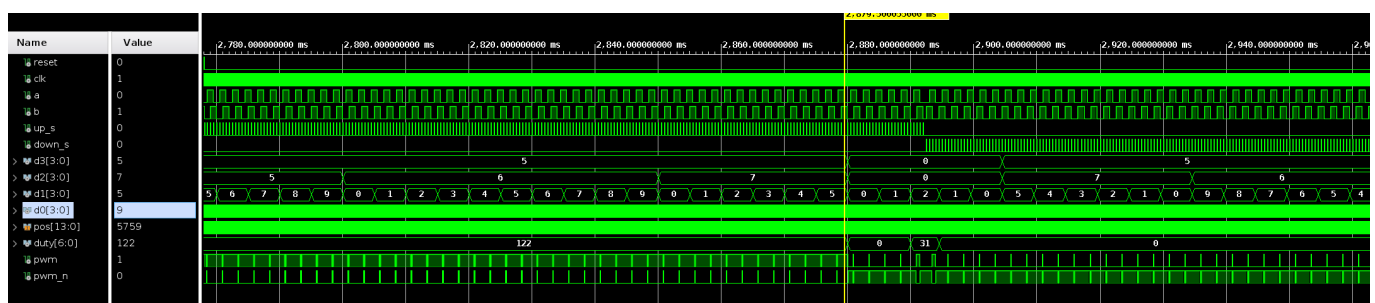 2,879.500055000 ms
Name Value 2,780.000000000 ms 2,800.000000000 ms 2,820.000000000 ms 2,840.000000000 ms 2,860.000000000 ms 2,880.000000000 ms 2,900.000000000 ms 2,920.000000000 ms 2,940.000000000 ms 2,9
reset 0
clk 1
a 0
b 1
up_s 0
down_s 0
d3[3:0] 5 5 0 5
d2[3:0] 7 5 6 7 0 7 6
d1[3:0] 5 5 6 7 8 9 0 1 2 3 4 5 6 7 8 9 0 1 2 3 4 5 0 1 2 1 0 5 4 3 2 1 0 9 8 7 6 5 4
d0[3:0] 9
pos[13:0] 5759
duty[6:0] 122 122 0 31 0
pwm 1
pwm_n 0